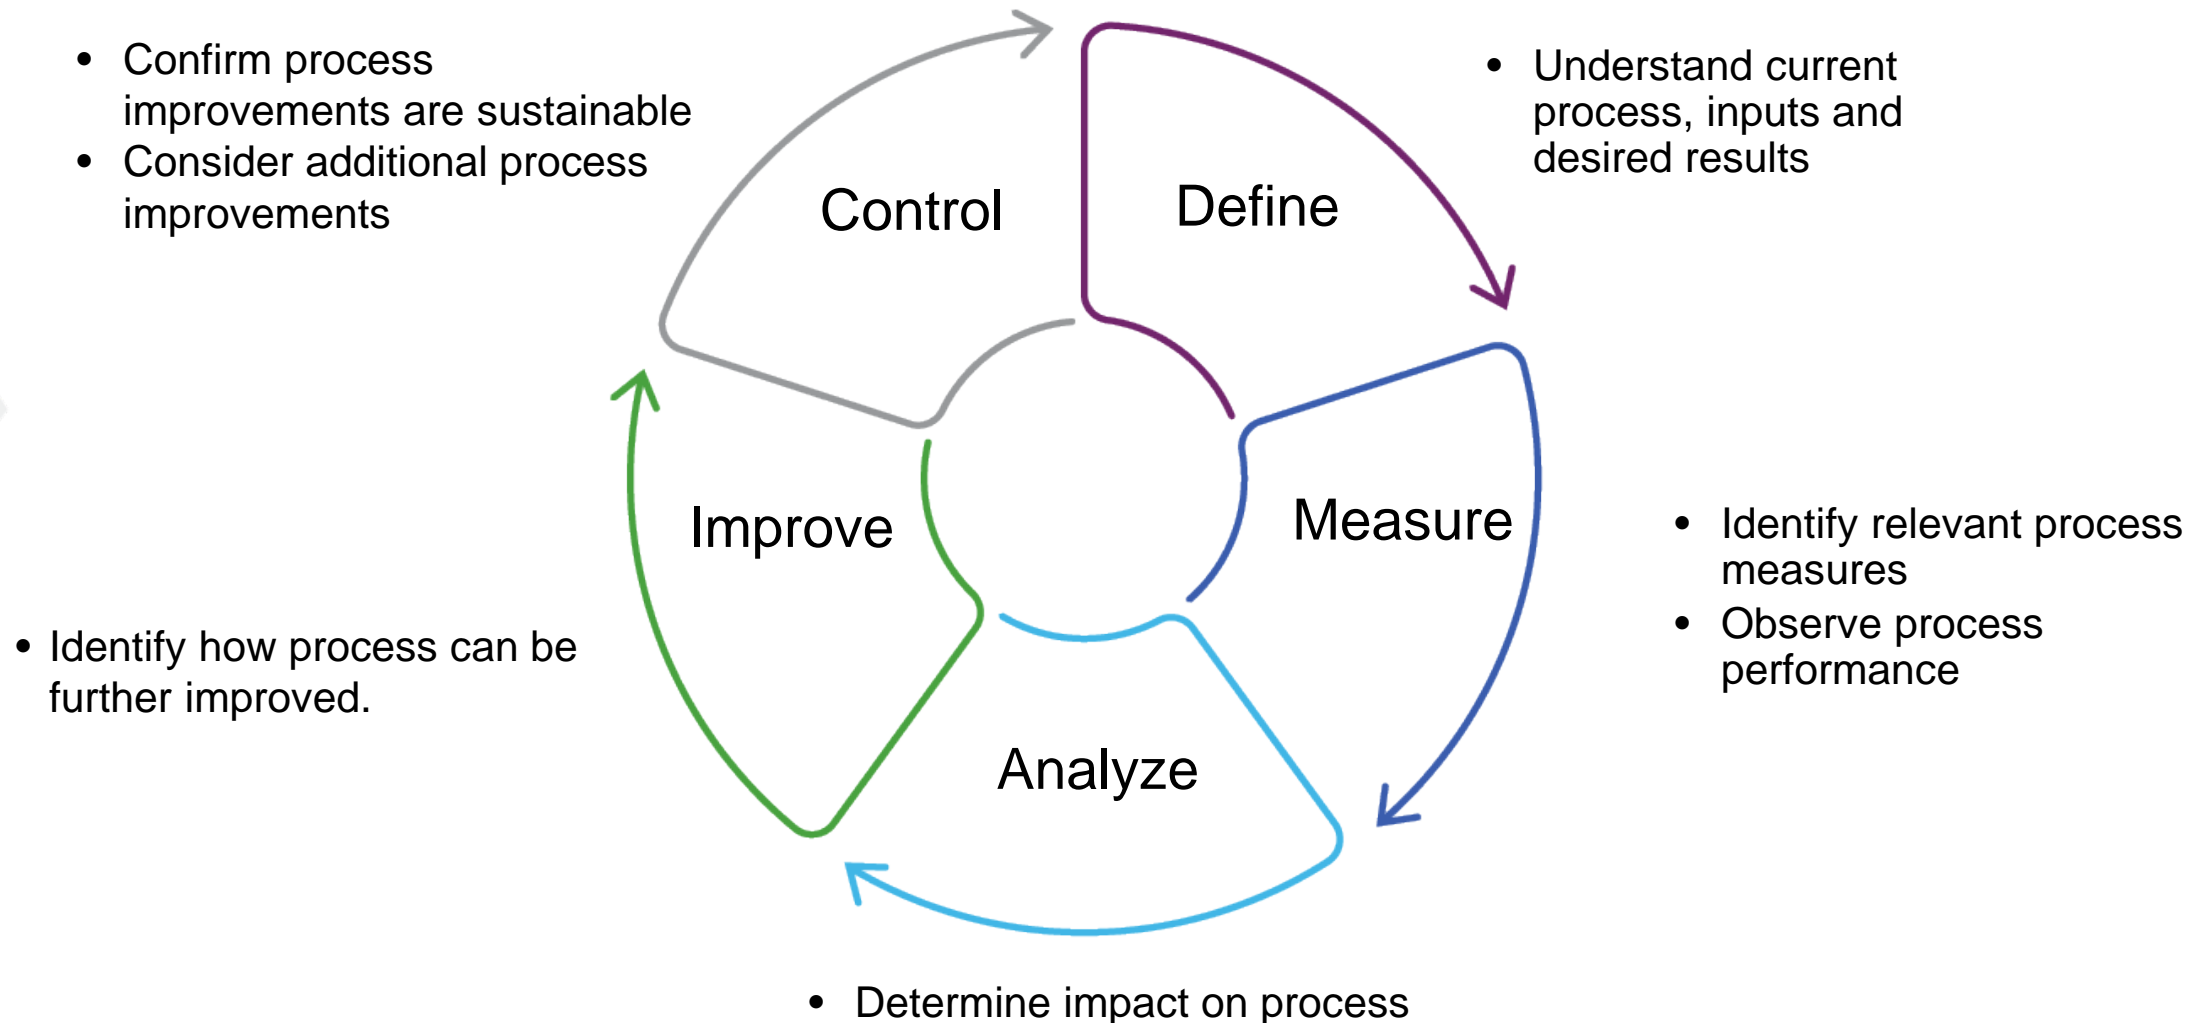 • Confirm process
improvements are sustainable
• Consider additional process
improvements
Control
Define
• Understand current
process, inputs and
desired results
Improve
Measure
• Identify relevant process
measures
• Observe process
performance
• Identify how process can be
further improved.
Analyze
• Determine impact on process